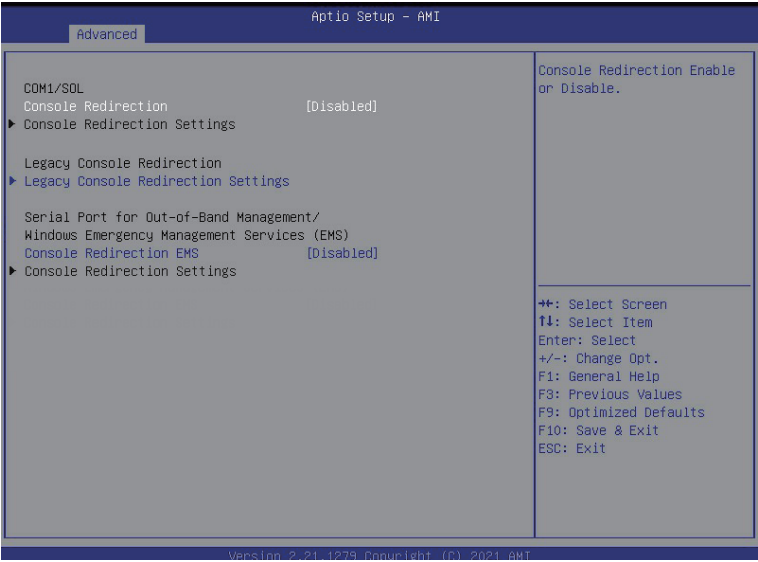 Aptio Setup – AMI
Advanced
COM1/SOL
Console Redirection [Disabled]
▶ Console Redirection Settings
Legacy Console Redirection
▶ Legacy Console Redirection Settings
Serial Port for Out-of-Band Management/
Windows Emergency Management Services (EMS)
Console Redirection EMS [Disabled]
▶ Console Redirection Settings
Console Redirection Enable
or Disable.
→←: Select Screen
↑↓: Select Item
Enter: Select
+/-: Change Opt.
F1: General Help
F3: Previous Values
F9: Optimized Defaults
F10: Save & Exit
ESC: Exit
Version 2.21.1279 Copyright (C) 2021 AMI